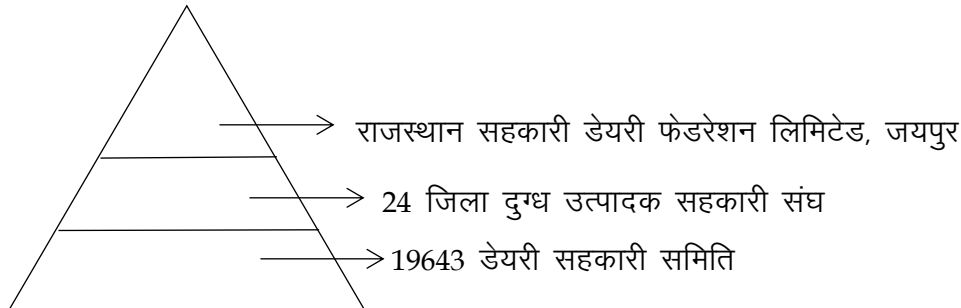 राजस्थान सहकारी डेयरी फेडरेशन लिमिटेड, जयपुर
24 जिला दुग्ध उत्पादक सहकारी संघ
19643 डेयरी सहकारी समिति